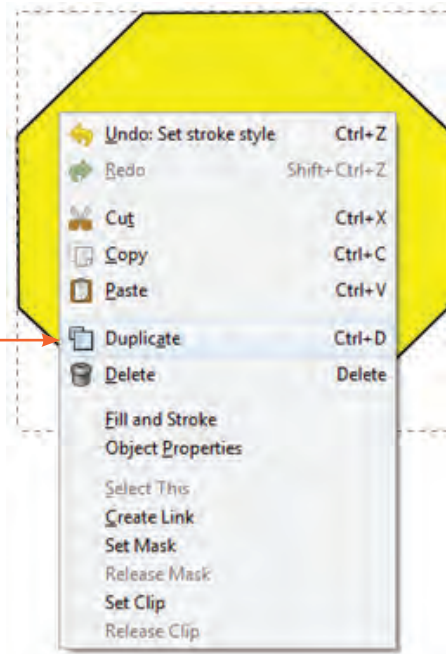 Undo: Set stroke style Ctrl+Z
Redo Shift+Ctrl+Z
Cut Ctrl+X
Copy Ctrl+C
Paste Ctrl+V
Duplicate Ctrl+D
Delete Delete
Fill and Stroke
Object Properties
Select This
Create Link
Set Mask
Release Mask
Set Clip
Release Clip